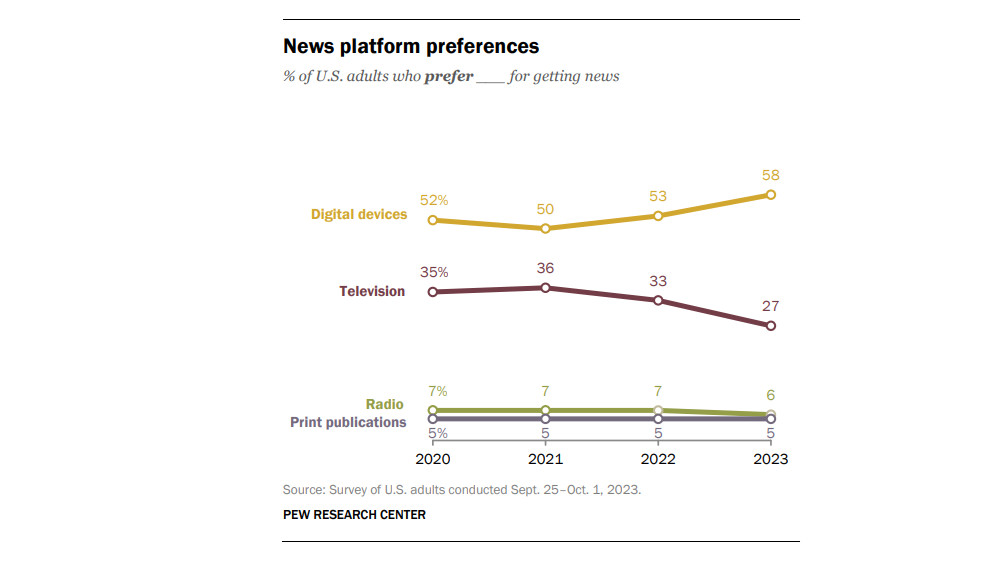 News platform preferences
% of U.S. adults who prefer ___ for getting news
58
52% 50 53
Digital devices
35% 36 33 27
Television
7% 7 7 6
Radio
Print publications
5% 5 5 5
2020 2021 2022 2023
Source: Survey of U.S. adults conducted Sept. 25–Oct. 1, 2023.
PEW RESEARCH CENTER